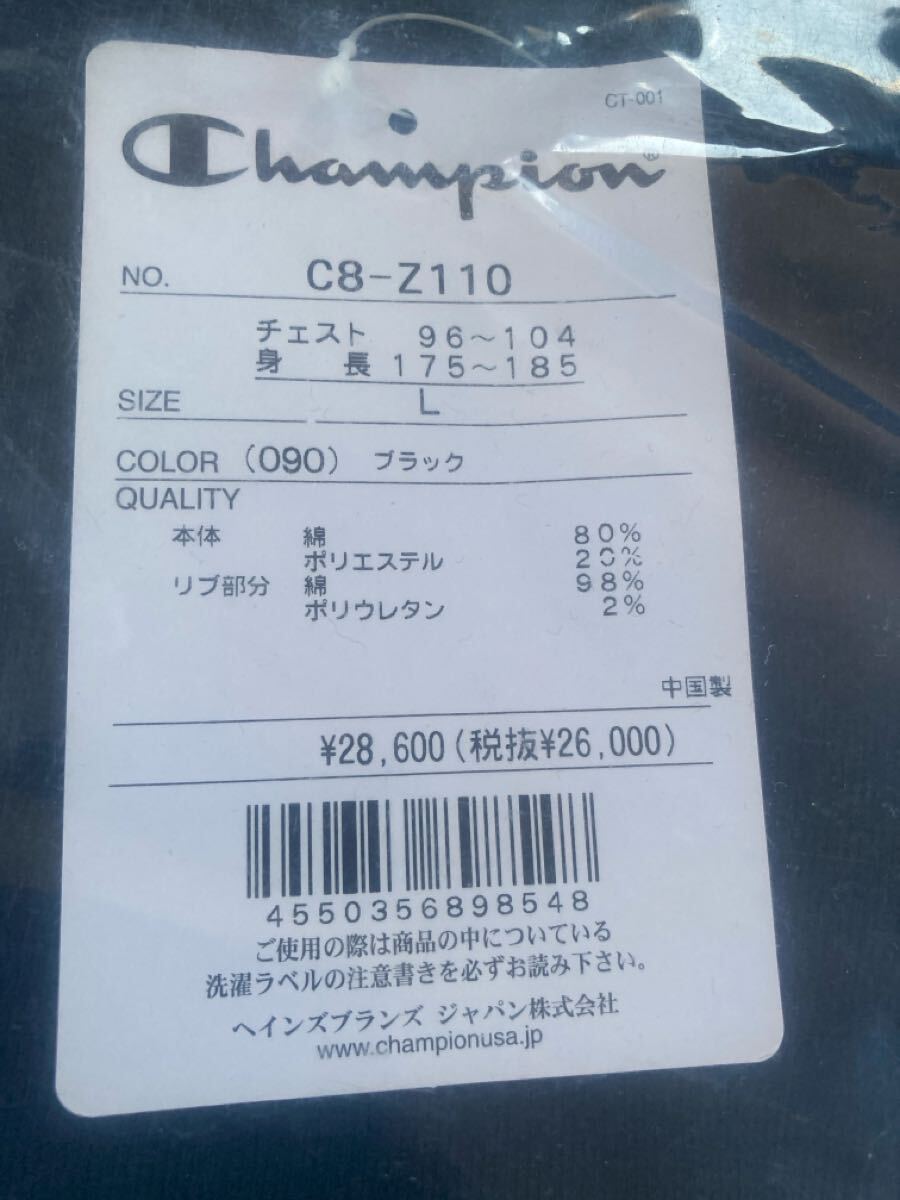 CT-001
Champion®
NO. C8-Z110
チェスト 96～104
身長 175～185
SIZE L
COLOR (090) ブラック
QUALITY
本体 綿 80%
ポリエステル 20%
リブ部分 綿 98%
ポリウレタン 2%
中国製
¥28,600(税抜¥26,000)
4550356898548
ご使用の際は商品の中についている
洗濯ラベルの注意書きを必ずお読み下さい。
ヘインズブランズ ジャパン株式会社
www.championusa.jp